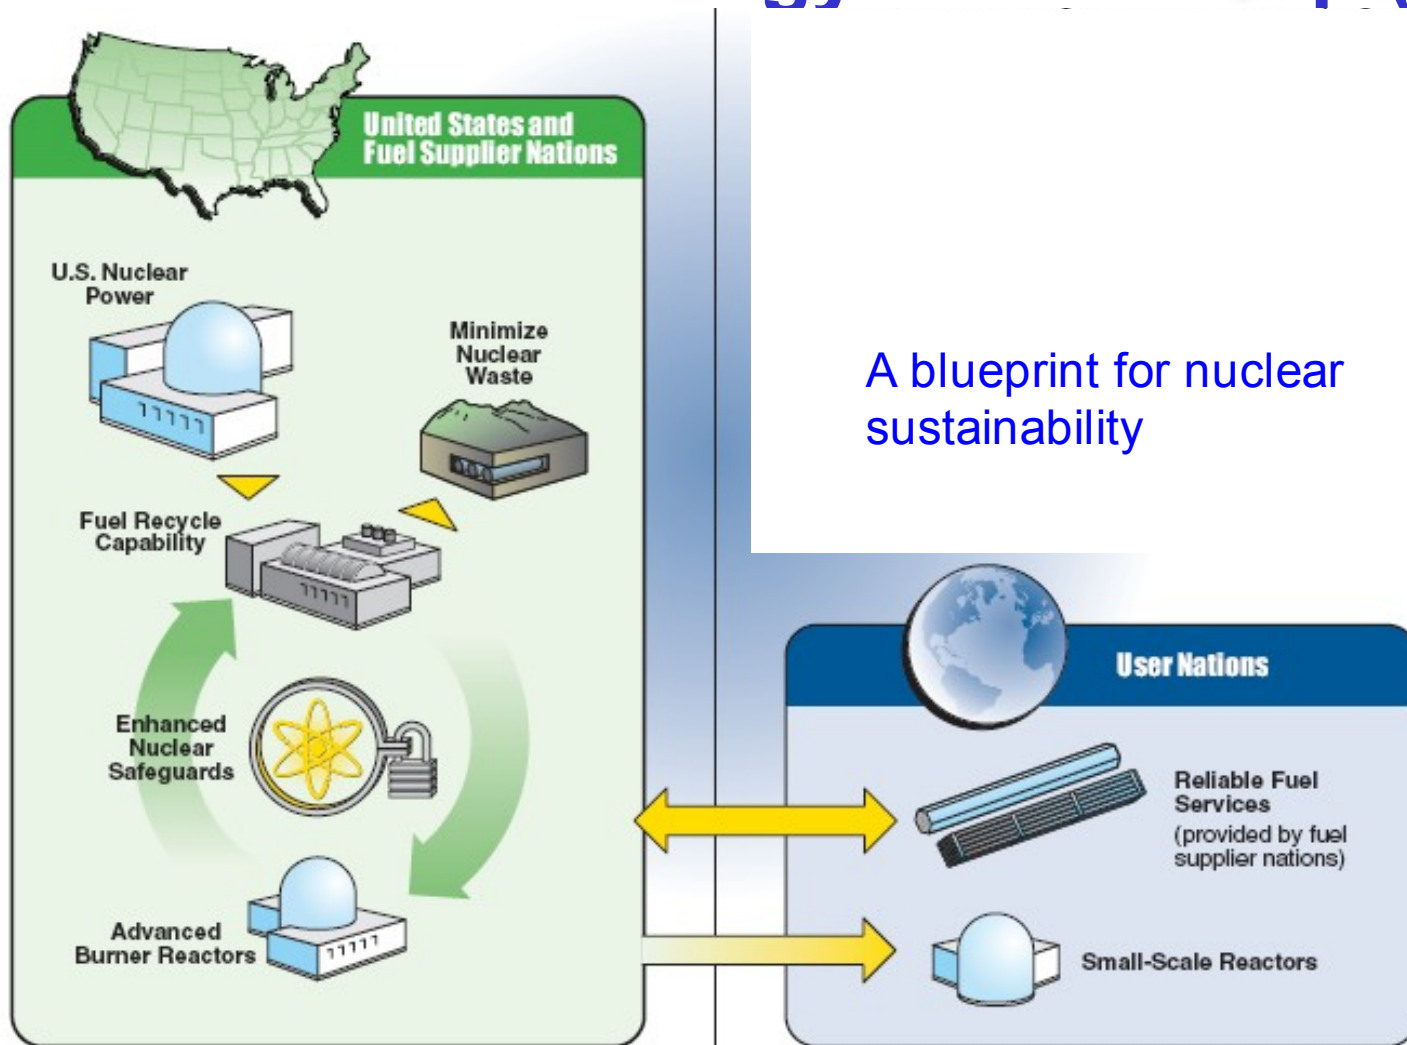 United States and
Fuel Supplier Nations
U.S. Nuclear
Power
Minimize
Nuclear
Waste
Fuel Recycle
Capability
Enhanced
Nuclear
Safeguards
Advanced
Burner Reactors
A blueprint for nuclear
sustainability
User Nations
Reliable Fuel
Services
(provided by fuel
supplier nations)
Small-Scale Reactors